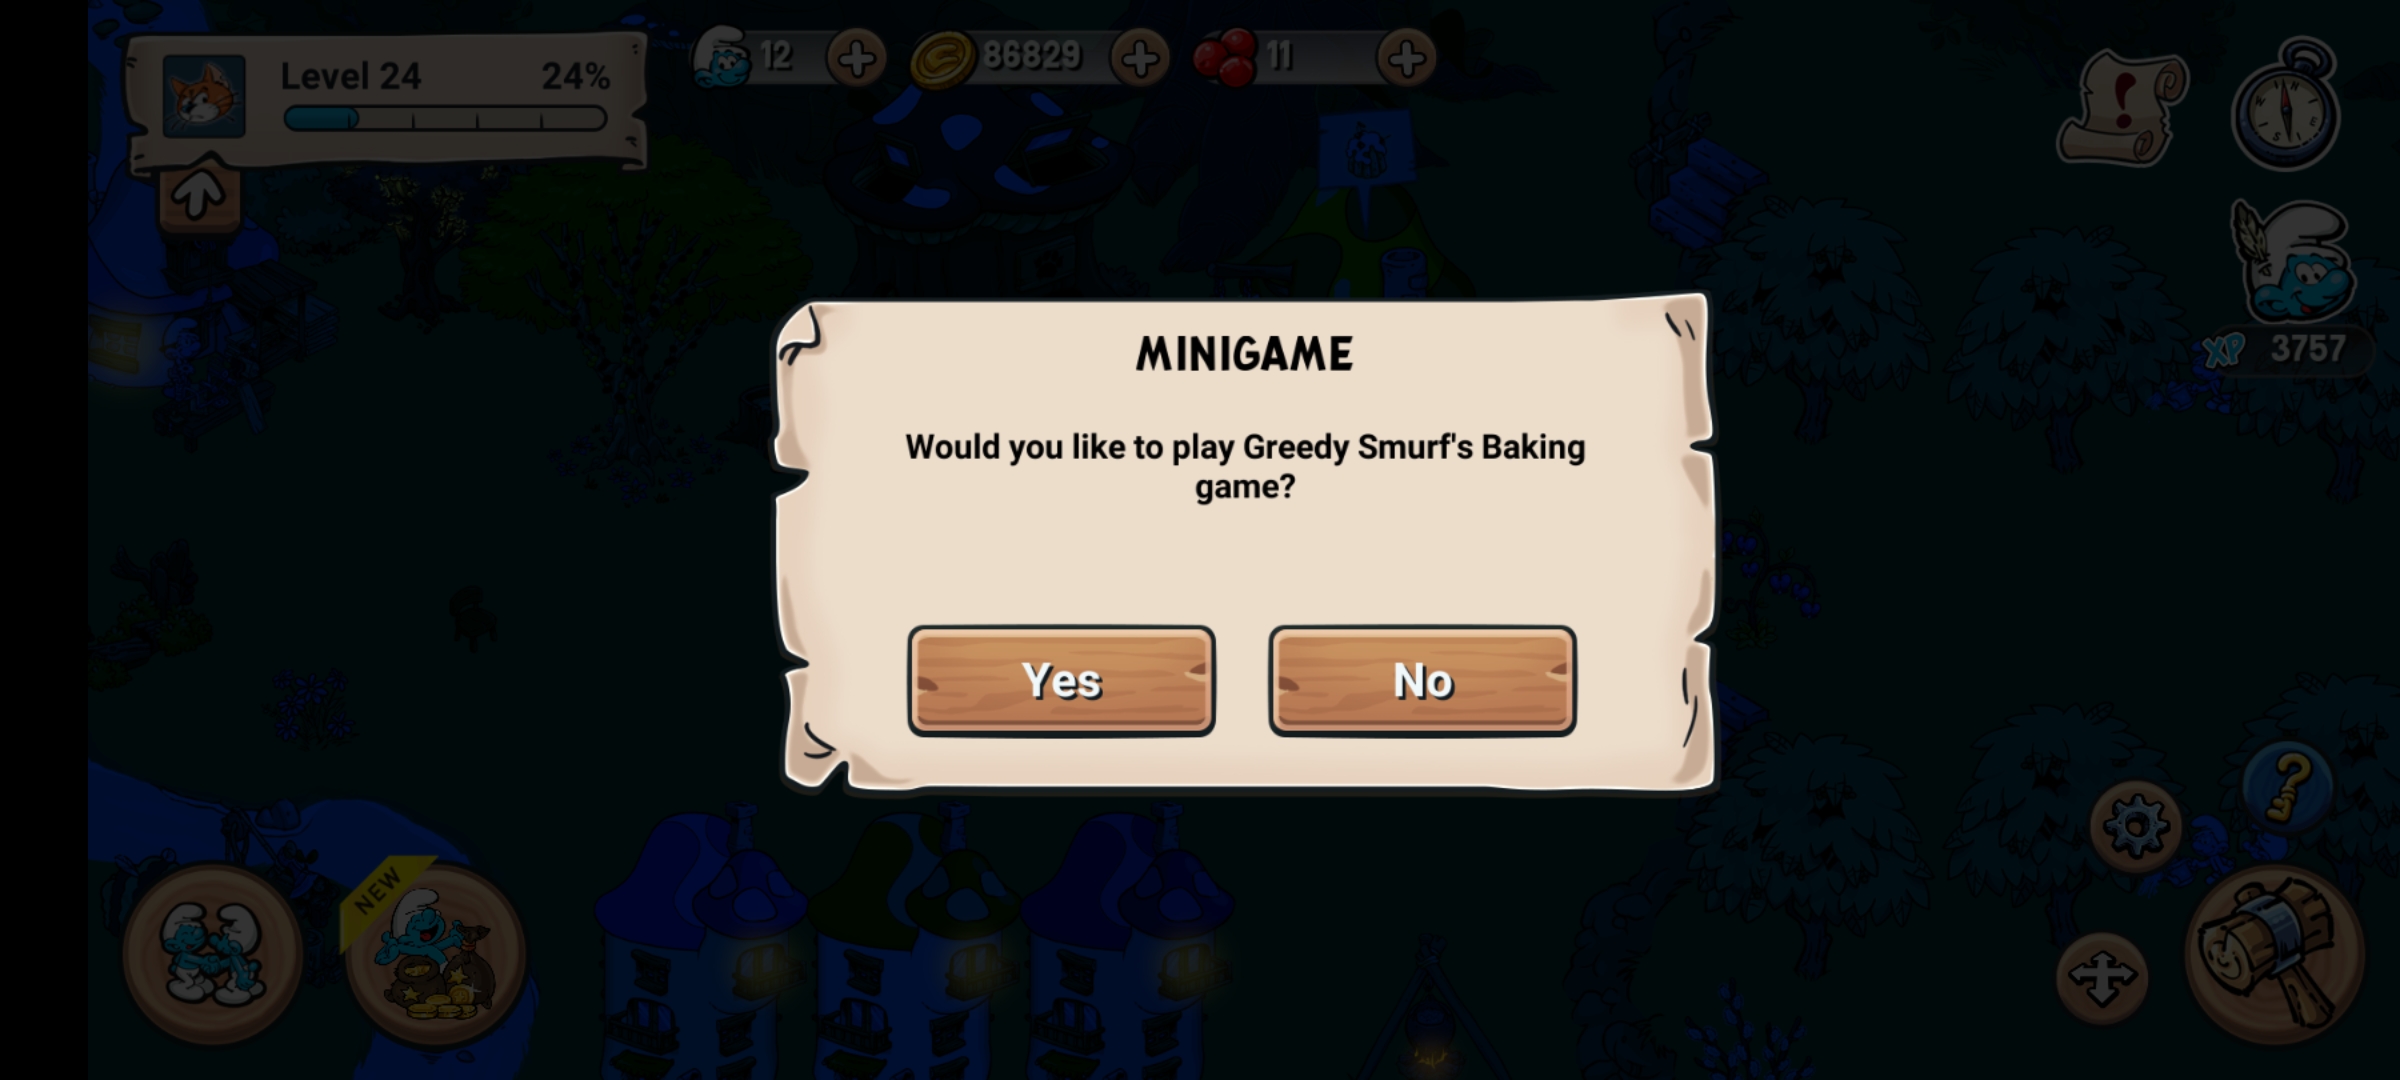 Level 24 24%
12
86829
11
XP 3757
MINIGAME
Would you like to play Greedy Smurf's Baking
game?
Yes No
NEW